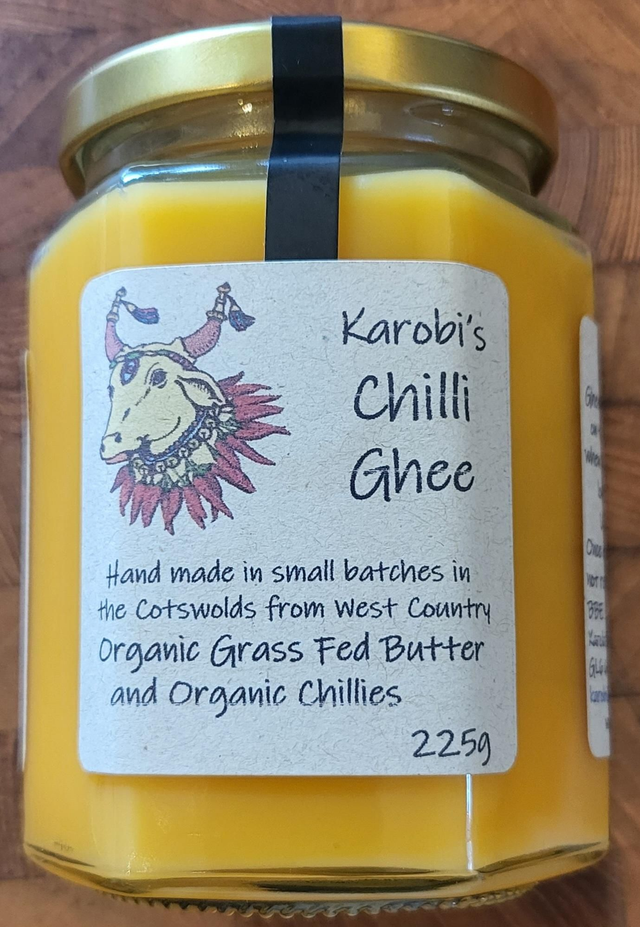 Karobi's
Chilli
Ghee
Hand made in small batches in
the Cotswolds from West Country
Organic Grass Fed Butter
and Organic Chillies
225g